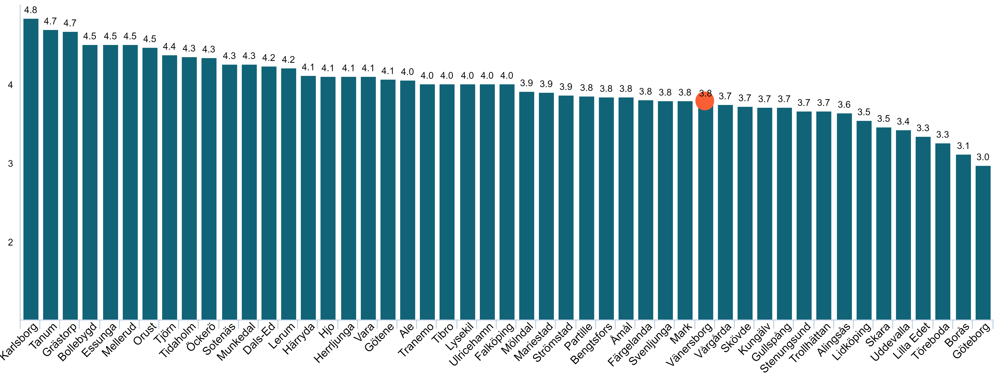 4.8 4.7 4.7 4.5 4.5 4.5 4.5 4.4 4.3 4.3 4.3 4.3 4.2 4.2 4.1 4.1 4.1 4.1 4.1 4.0 4.0 4.0 4.0 4.0 4.0 3.9 3.9 3.9 3.8 3.8 3.8 3.8 3.8 3.8 3.8 3.7 3.7 3.7 3.7 3.7 3.7 3.6 3.5 3.5 3.4 3.3 3.3 3.1 3.0
4
3
2
Karlsborg
Tanum
Grästorp
Bollebygd
Essunga
Mellerud
Orust
Tjörn
Tidaholm
Öckerö
Sotenäs
Munkedal
Dals-Ed
Lerum
Härryda
Hjo
Herrljunga
Vara
Götene
Ale
Tranemo
Tibro
Lysekil
Ulricehamn
Falköping
Mölndal
Mariestad
Strömstad
Partille
Bengtsfors
Åmål
Färgelanda
Svenljunga
Mark
Vänersborg
Vårgårda
Skövde
Kungälv
Gullspång
Stenungsund
Trollhättan
Alingsås
Lidköping
Skara
Uddevalla
Lilla Edet
Töreboda
Borås
Göteborg